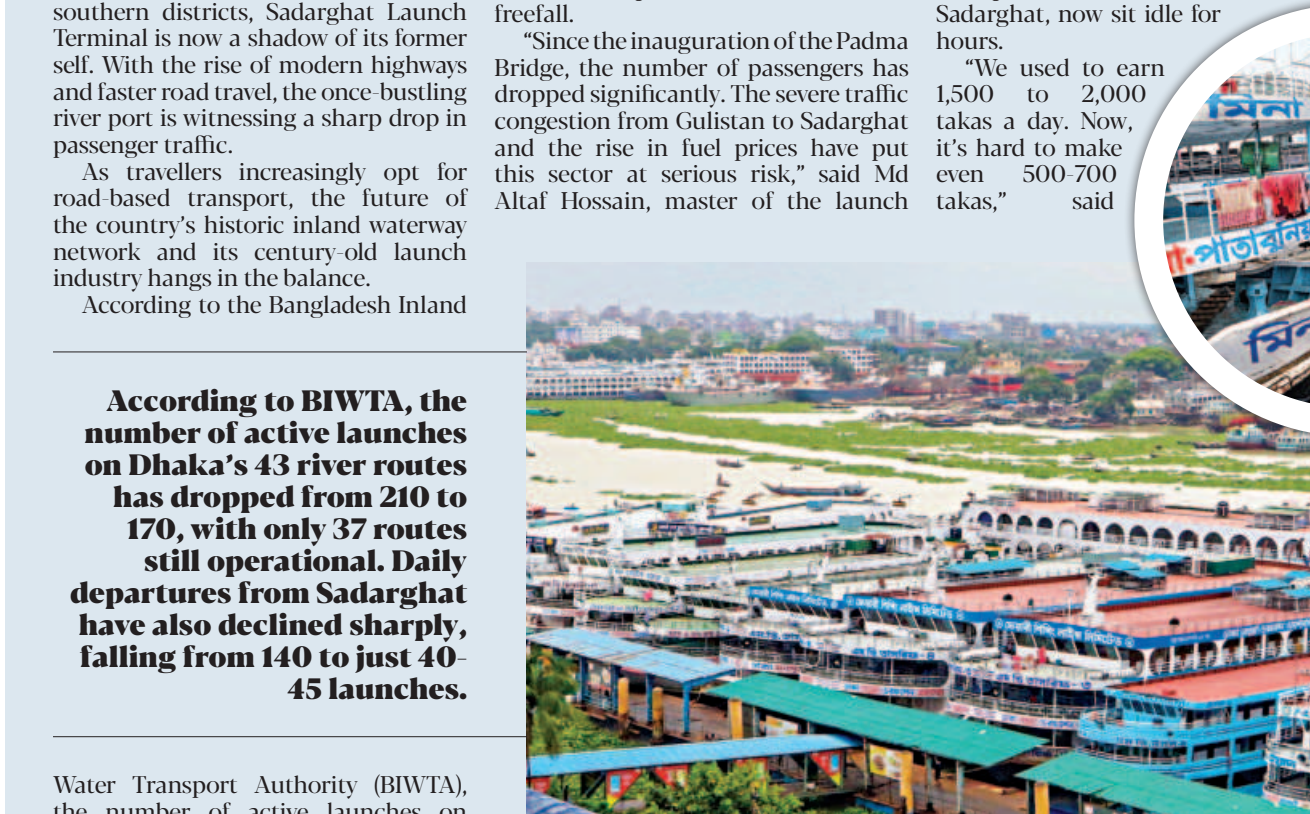 southern districts, Sadarghat Launch
Terminal is now a shadow of its former
self. With the rise of modern highways
and faster road travel, the once-bustling
river port is witnessing a sharp drop in
passenger traffic.
As travellers increasingly opt for
road-based transport, the future of
the country’s historic inland waterway
network and its century-old launch
industry hangs in the balance.
According to the Bangladesh Inland
According to BIWTA, the
number of active launches
on Dhaka’s 43 river routes
has dropped from 210 to
170, with only 37 routes
still operational. Daily
departures from Sadarghat
have also declined sharply,
falling from 140 to just 40-
45 launches.
Water Transport Authority (BIWTA),
the number of active launches on
freefall.
“Since the inauguration of the Padma
Bridge, the number of passengers has
dropped significantly. The severe traffic
congestion from Gulistan to Sadarghat
and the rise in fuel prices have put
this sector at serious risk,” said Md
Altaf Hossain, master of the launch
Sadarghat, now sit idle for
hours.
“We used to earn
1,500 to 2,000
takas a day. Now,
it’s hard to make
even 500-700
takas,” said
মিনা